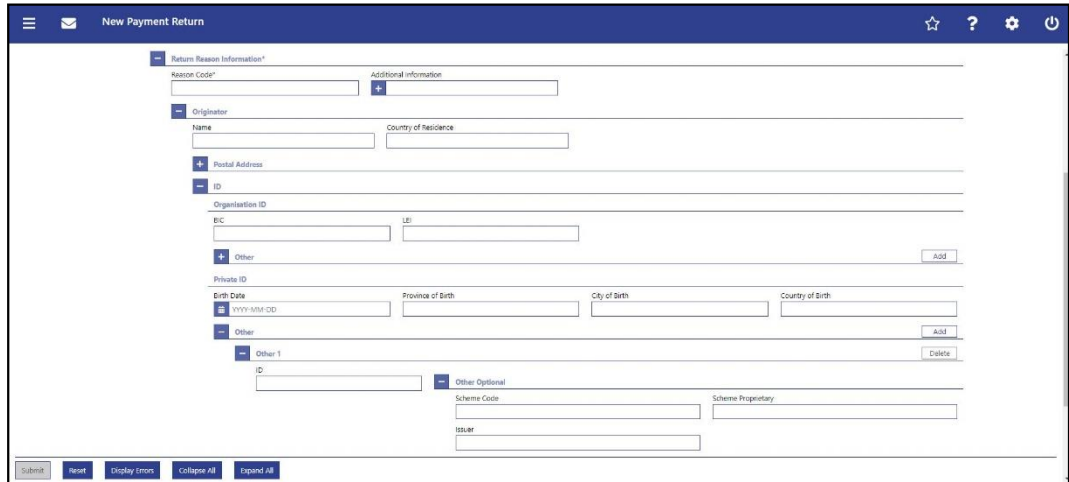 New Payment Return
Return Reason Information*
Reason Code* Additional Information
Originator
Name Country of Residence
Postal Address
ID
Organisation ID
BIC LEI
Other Add
Private ID
Birth Date Province of Birth City of Birth Country of Birth
YYYY-MM-DD
Other Add
Other 1 Delete
ID Other Optional
Scheme Code Scheme Proprietary
Issuer
Submit Reset Display Errors Collapse All Expand All